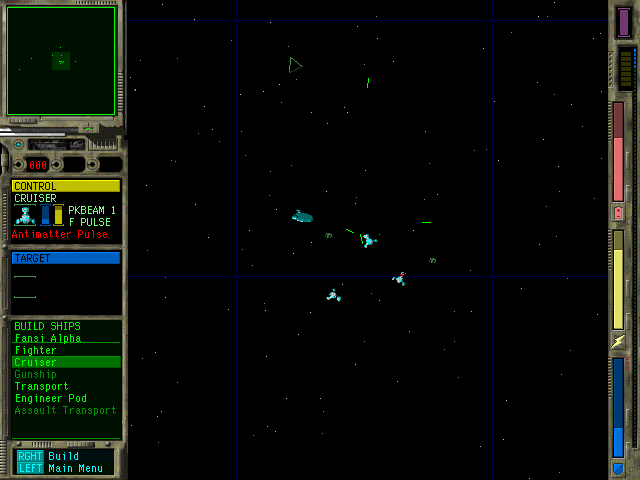 000
CONTROL
CRUISER
PKBEAM 1
F PULSE
Antimatter Pulse
TARGET
BUILD SHIPS
Fansi Alpha
Fighter
Cruiser
Gunship
Transport
Engineer Pod
Assault Transport
RGHT Build
LEFT Main Menu